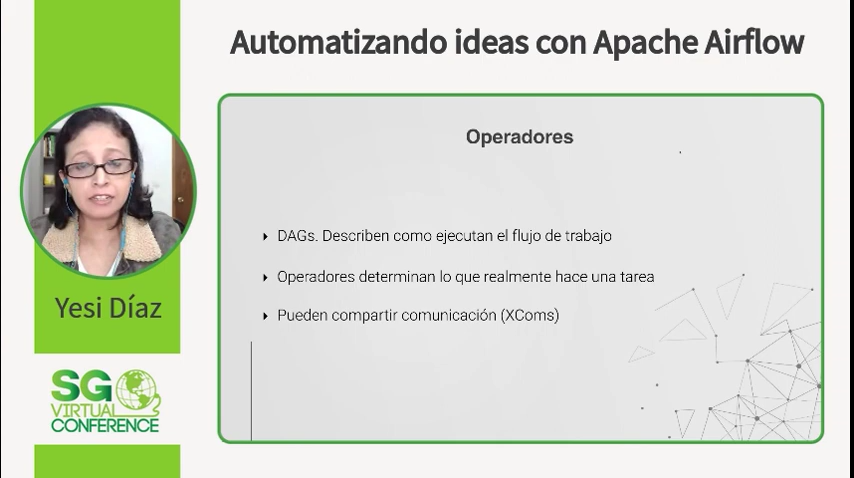 Automatizando ideas con Apache Airflow
Operadores
DAGs. Describen como ejecutan el flujo de trabajo
Operadores determinan lo que realmente hace una tarea
Pueden compartir comunicación (XComs)
Yesi Díaz
SG
VIRTUAL
CONFERENCE